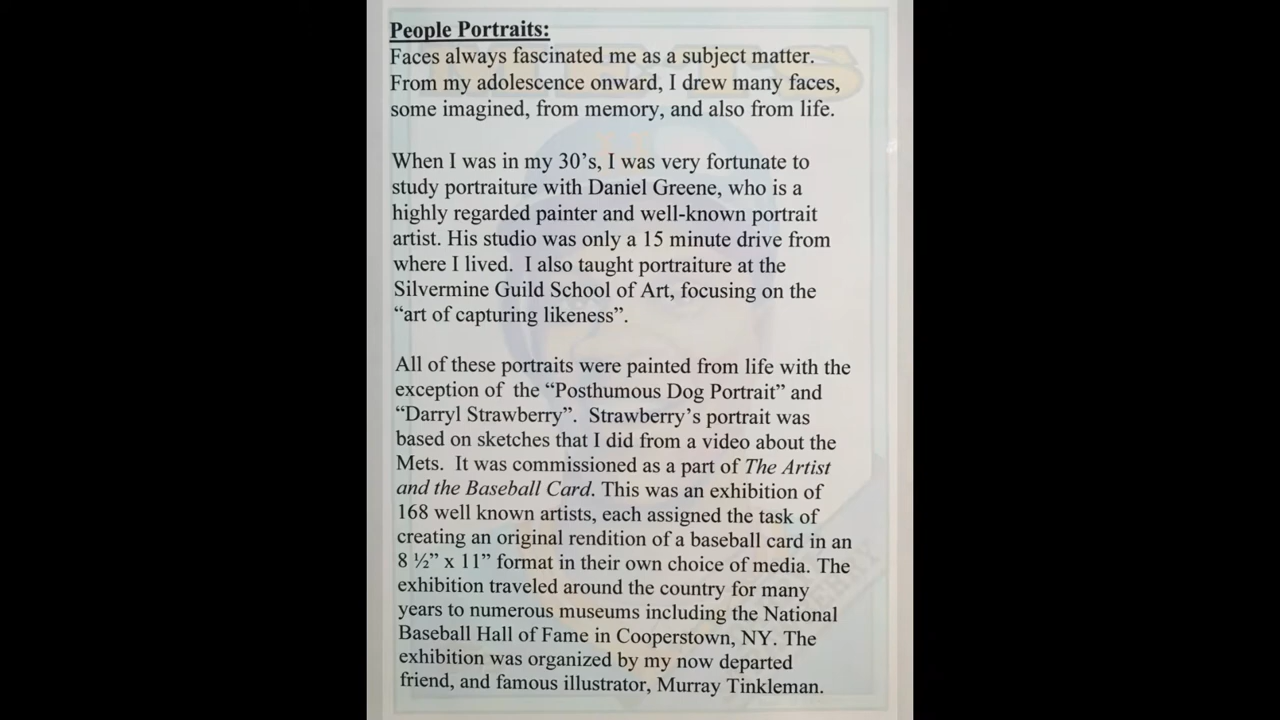 People Portraits:
Faces always fascinated me as a subject matter.
From my adolescence onward, I drew many faces,
some imagined, from memory, and also from life.
When I was in my 30’s, I was very fortunate to
study portraiture with Daniel Greene, who is a
highly regarded painter and well-known portrait
artist. His studio was only a 15 minute drive from
where I lived.  I also taught portraiture at the
Silvermine Guild School of Art, focusing on the
“art of capturing likeness”.
All of these portraits were painted from life with the
exception of  the “Posthumous Dog Portrait” and
“Darryl Strawberry”.  Strawberry’s portrait was
based on sketches that I did from a video about the
Mets.  It was commissioned as a part of The Artist
and the Baseball Card. This was an exhibition of
168 well known artists, each assigned the task of
creating an original rendition of a baseball card in an
8 ½” x 11” format in their own choice of media. The
exhibition traveled around the country for many
years to numerous museums including the National
Baseball Hall of Fame in Cooperstown, NY. The
exhibition was organized by my now departed
friend, and famous illustrator, Murray Tinkleman.